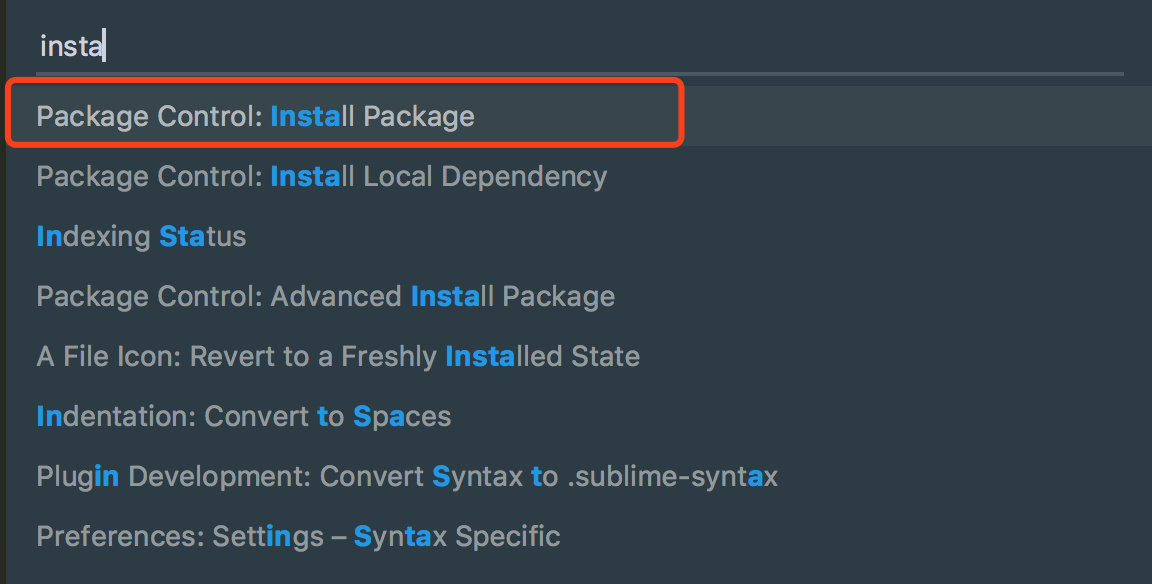 insta
Package Control: Install Package
Package Control: Install Local Dependency
Indexing Status
Package Control: Advanced Install Package
A File Icon: Revert to a Freshly Installed State
Indentation: Convert to Spaces
Plugin Development: Convert Syntax to .sublime-syntax
Preferences: Settings – Syntax Specific